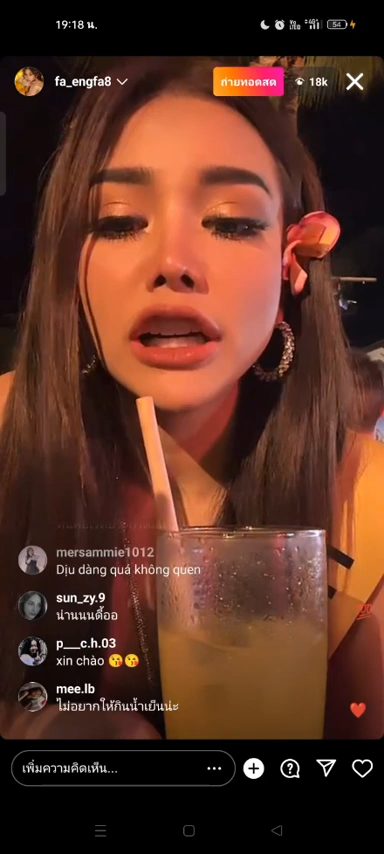 19:18 น.
Vo
LTE
4G
54
fa_engfa8
ถ่ายทอดสด
18k
mersammie1012
Dịu dàng quá không quen
sun_zy.9
น่านนนดี้ออ
p___c.h.03
xin chào 😘😘
mee.lb
ไม่อยากให้กินน้ำเย็นน่ะ
เพิ่มความคิดเห็น...